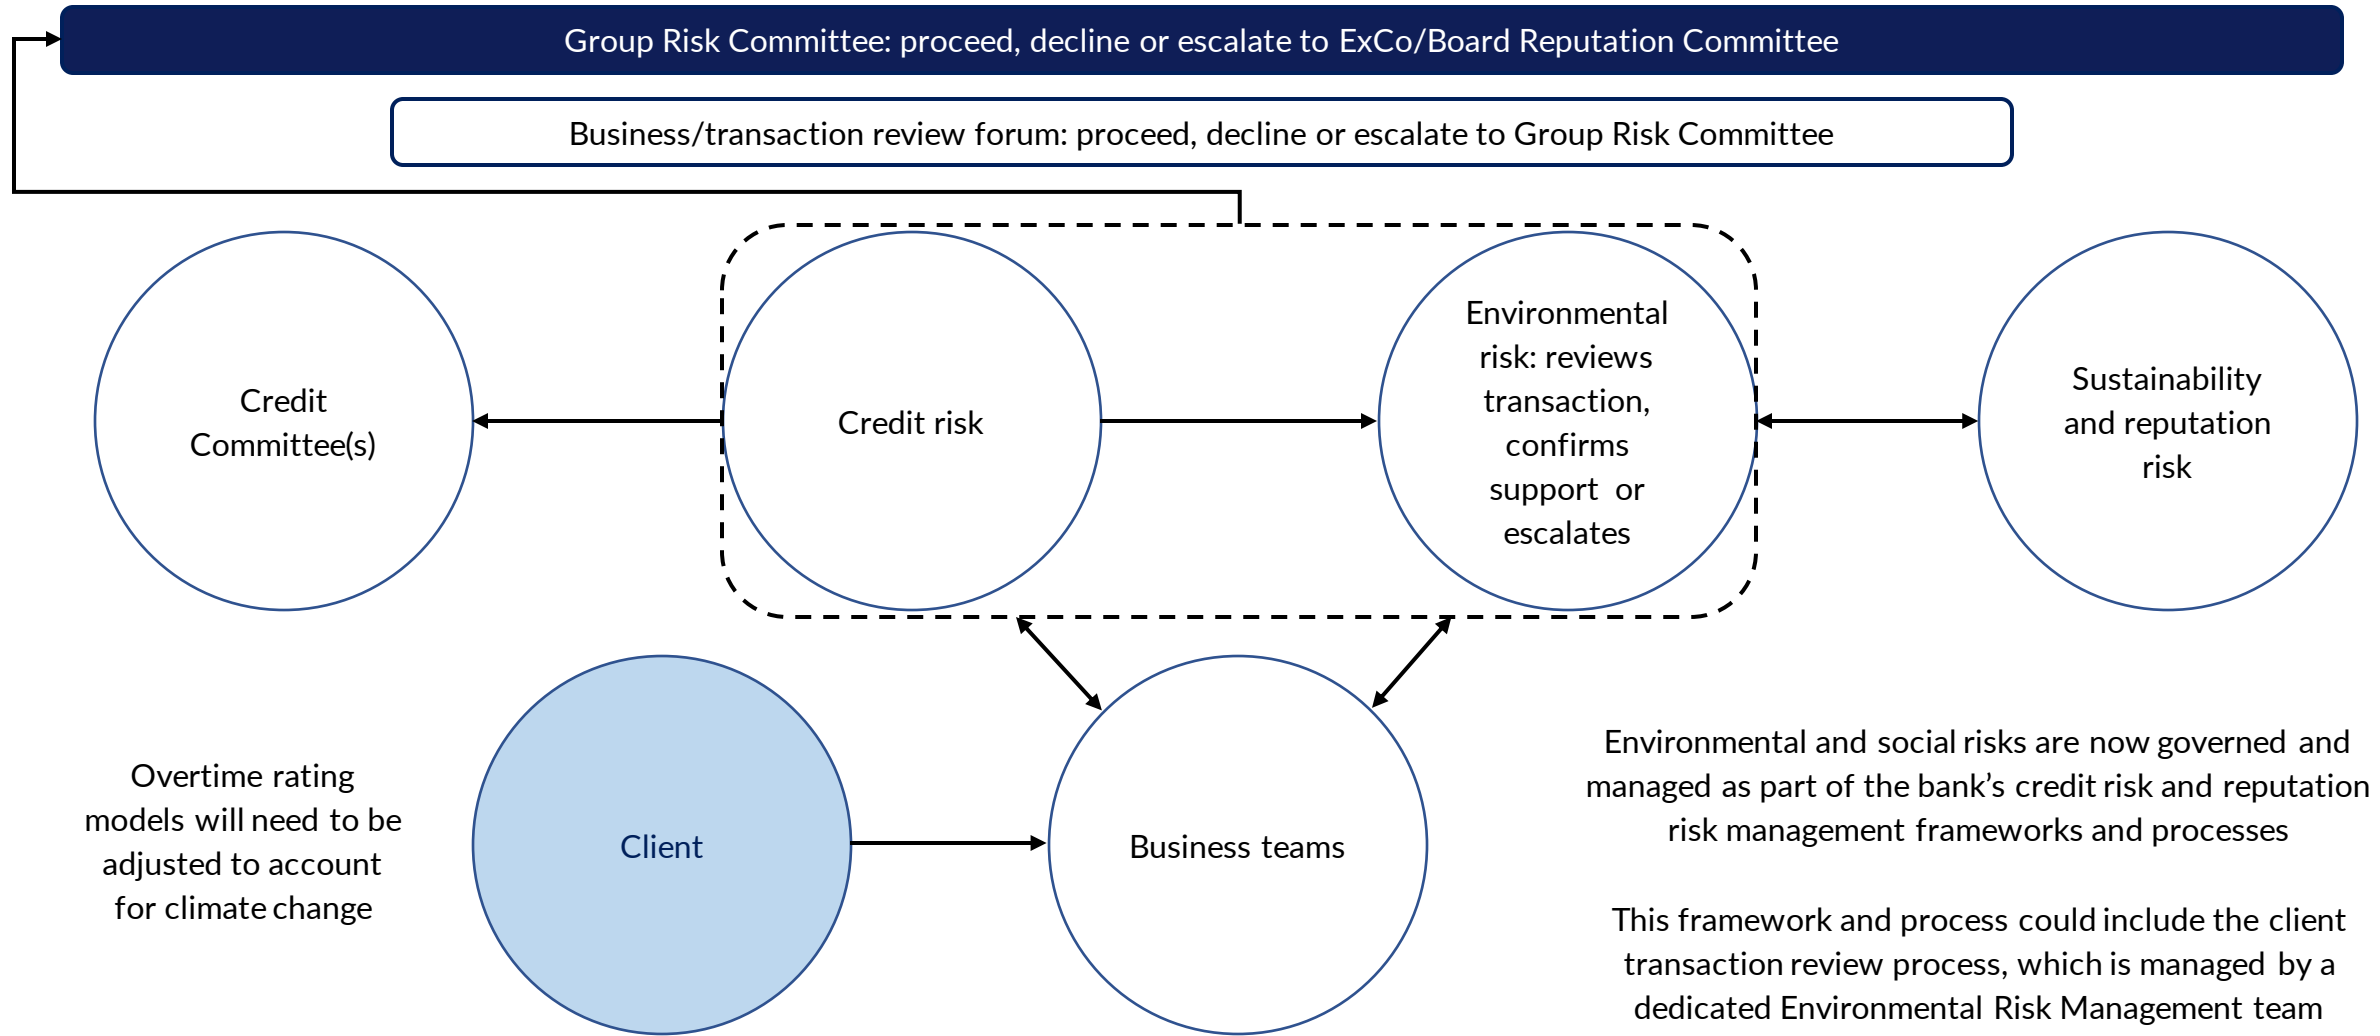 Group Risk Committee: proceed, decline or escalate to ExCo/Board Reputation Committee
Business/transaction review forum: proceed, decline or escalate to Group Risk Committee
Credit
Committee(s)
Credit risk
Environmental
risk: reviews
transaction,
confirms
support or
escalates
Sustainability
and reputation
risk
Overtime rating
models will need to be
adjusted to account
for climate change
Client
Business teams
Environmental and social risks are now governed and
managed as part of the bank’s credit risk and reputation
risk management frameworks and processes
This framework and process could include the client
transaction review process, which is managed by a
dedicated Environmental Risk Management team